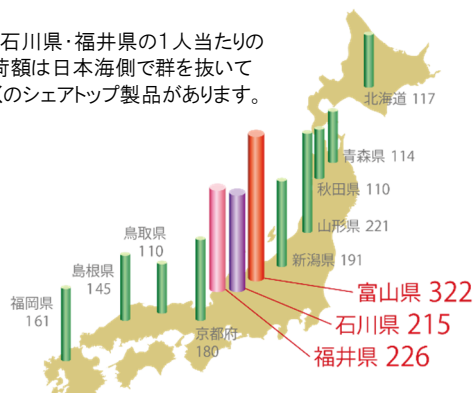 石川県・福井県の1人当たりの
荷額は日本海側で群を抜いて
のシェアトップ製品があります。
北海道 117
青森県 114
秋田県 110
山形県 221
新潟県 191
富山県 322
石川県 215
福井県 226
京都府
180
鳥取県
110
島根県
145
福岡県
161